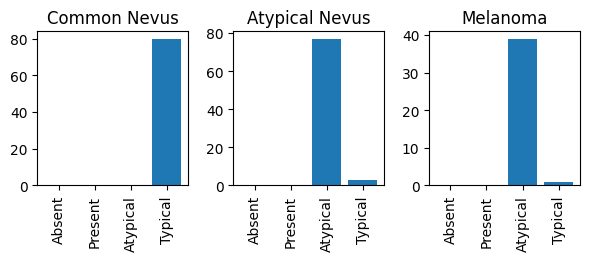 Common Nevus
Atypical Nevus
Melanoma
80
60
40
20
0
Absent
Present
Atypical
Typical
80
60
40
20
0
Absent
Present
Atypical
Typical
40
30
20
10
0
Absent
Present
Atypical
Typical